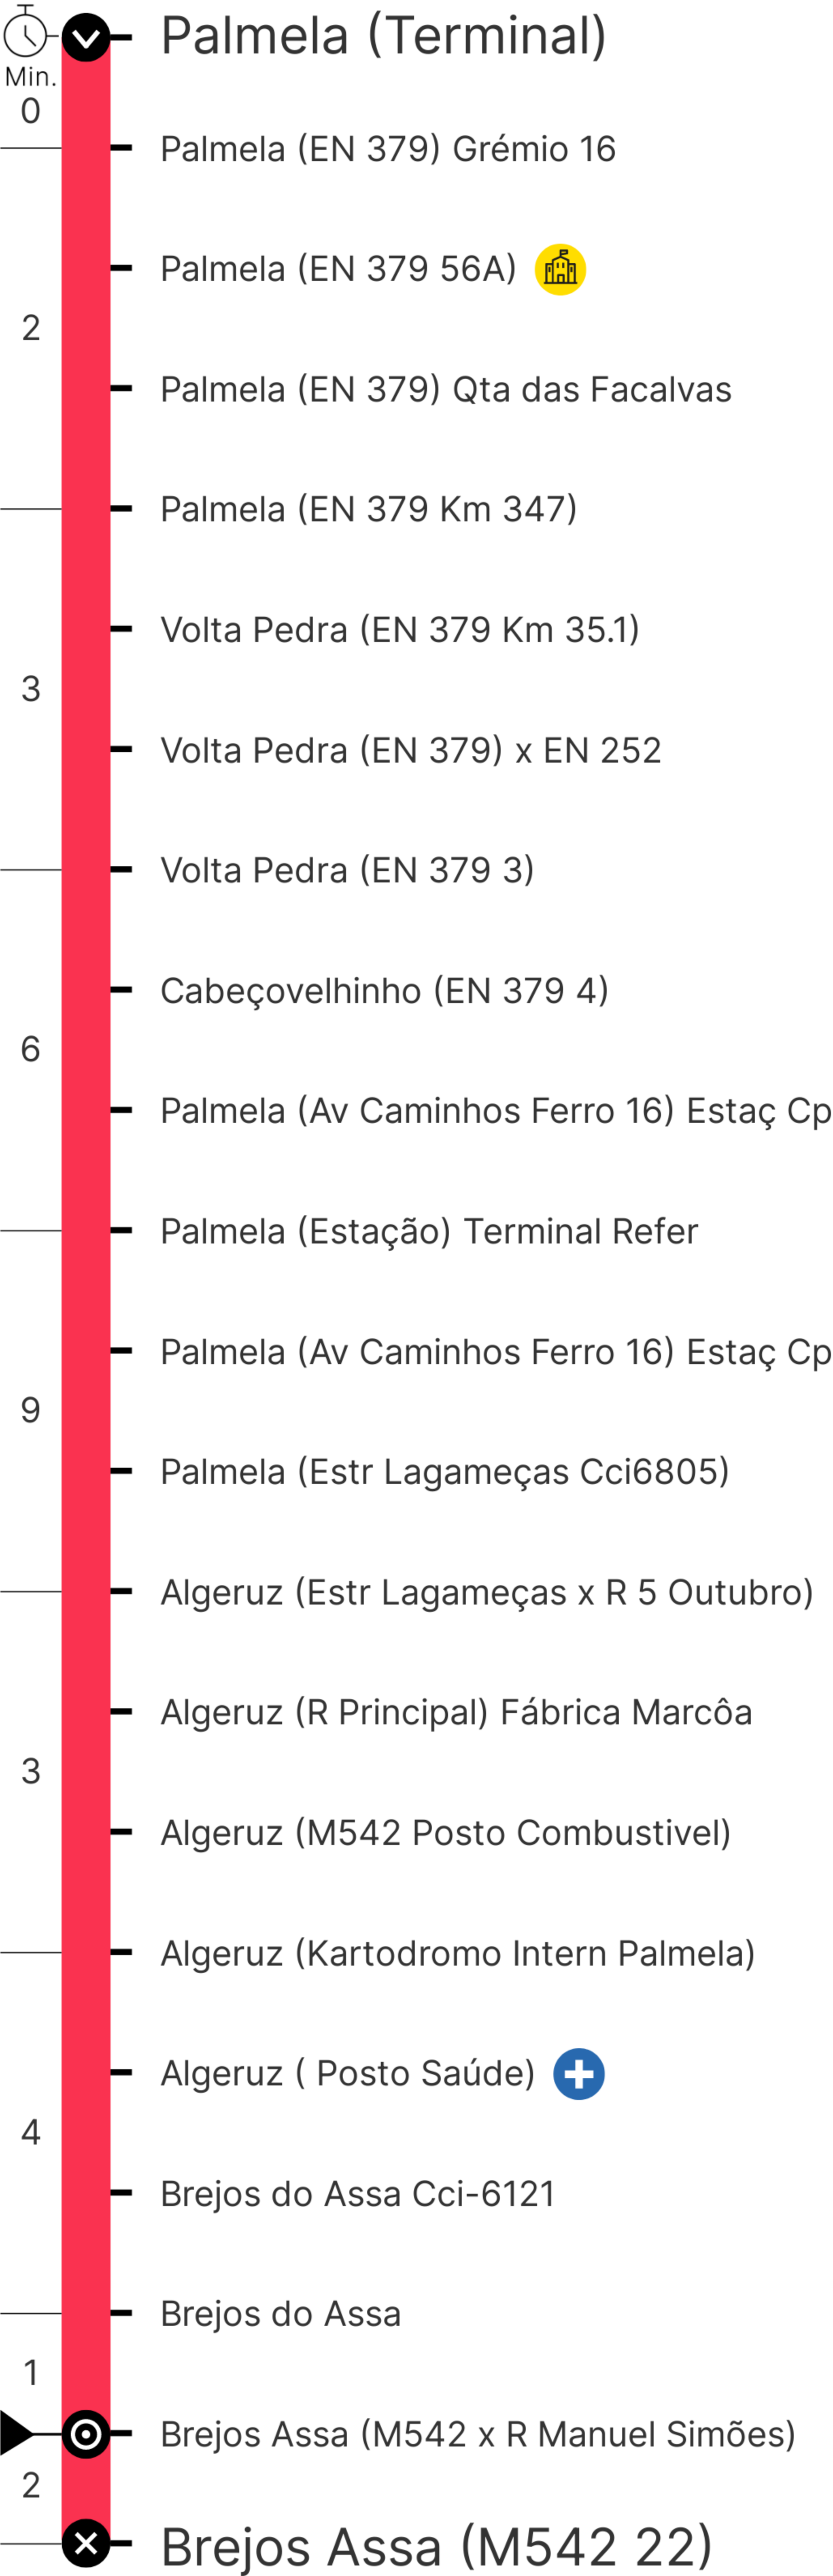 Palmela (Terminal)
Min.
0
Palmela (EN 379) Grémio 16
Palmela (EN 379 56A)
2
Palmela (EN 379) Qta das Facalvas
Palmela (EN 379 Km 347)
Volta Pedra (EN 379 Km 35.1)
3
Volta Pedra (EN 379) x EN 252
Volta Pedra (EN 379 3)
Cabeçovelhinho (EN 379 4)
6
Palmela (Av Caminhos Ferro 16) Estaç Cp
Palmela (Estação) Terminal Refer
Palmela (Av Caminhos Ferro 16) Estaç Cp
9
Palmela (Estr Lagameças Cci6805)
Algeruz (Estr Lagameças x R 5 Outubro)
Algeruz (R Principal) Fábrica Marcôa
3
Algeruz (M542 Posto Combustivel)
Algeruz (Kartodromo Intern Palmela)
Algeruz ( Posto Saúde)
4
Brejos do Assa Cci-6121
Brejos do Assa
1
Brejos Assa (M542 x R Manuel Simões)
2
Brejos Assa (M542 22)